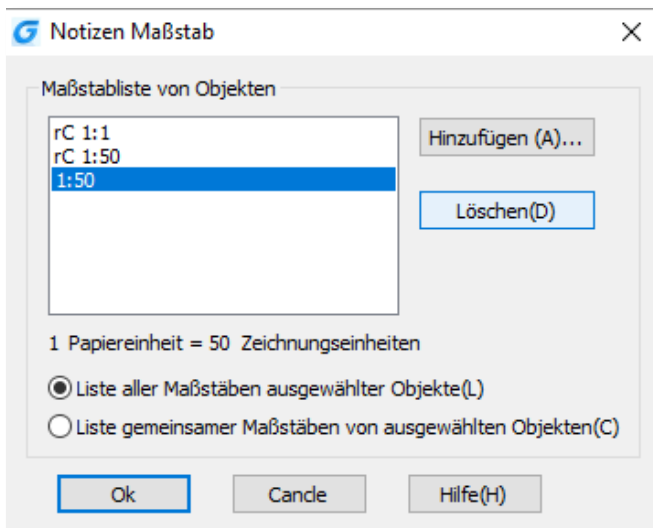 Notizen Maßstab
Maßstabliste von Objekten
rC 1:1
rC 1:50
1:50
Hinzufügen (A)...
Löschen(D)
1 Papiereinheit = 50 Zeichnungseinheiten
Liste aller Maßstäben ausgewählter Objekte(L)
Liste gemeinsamer Maßstäben von ausgewählten Objekten(C)
Ok
Cancle
Hilfe(H)